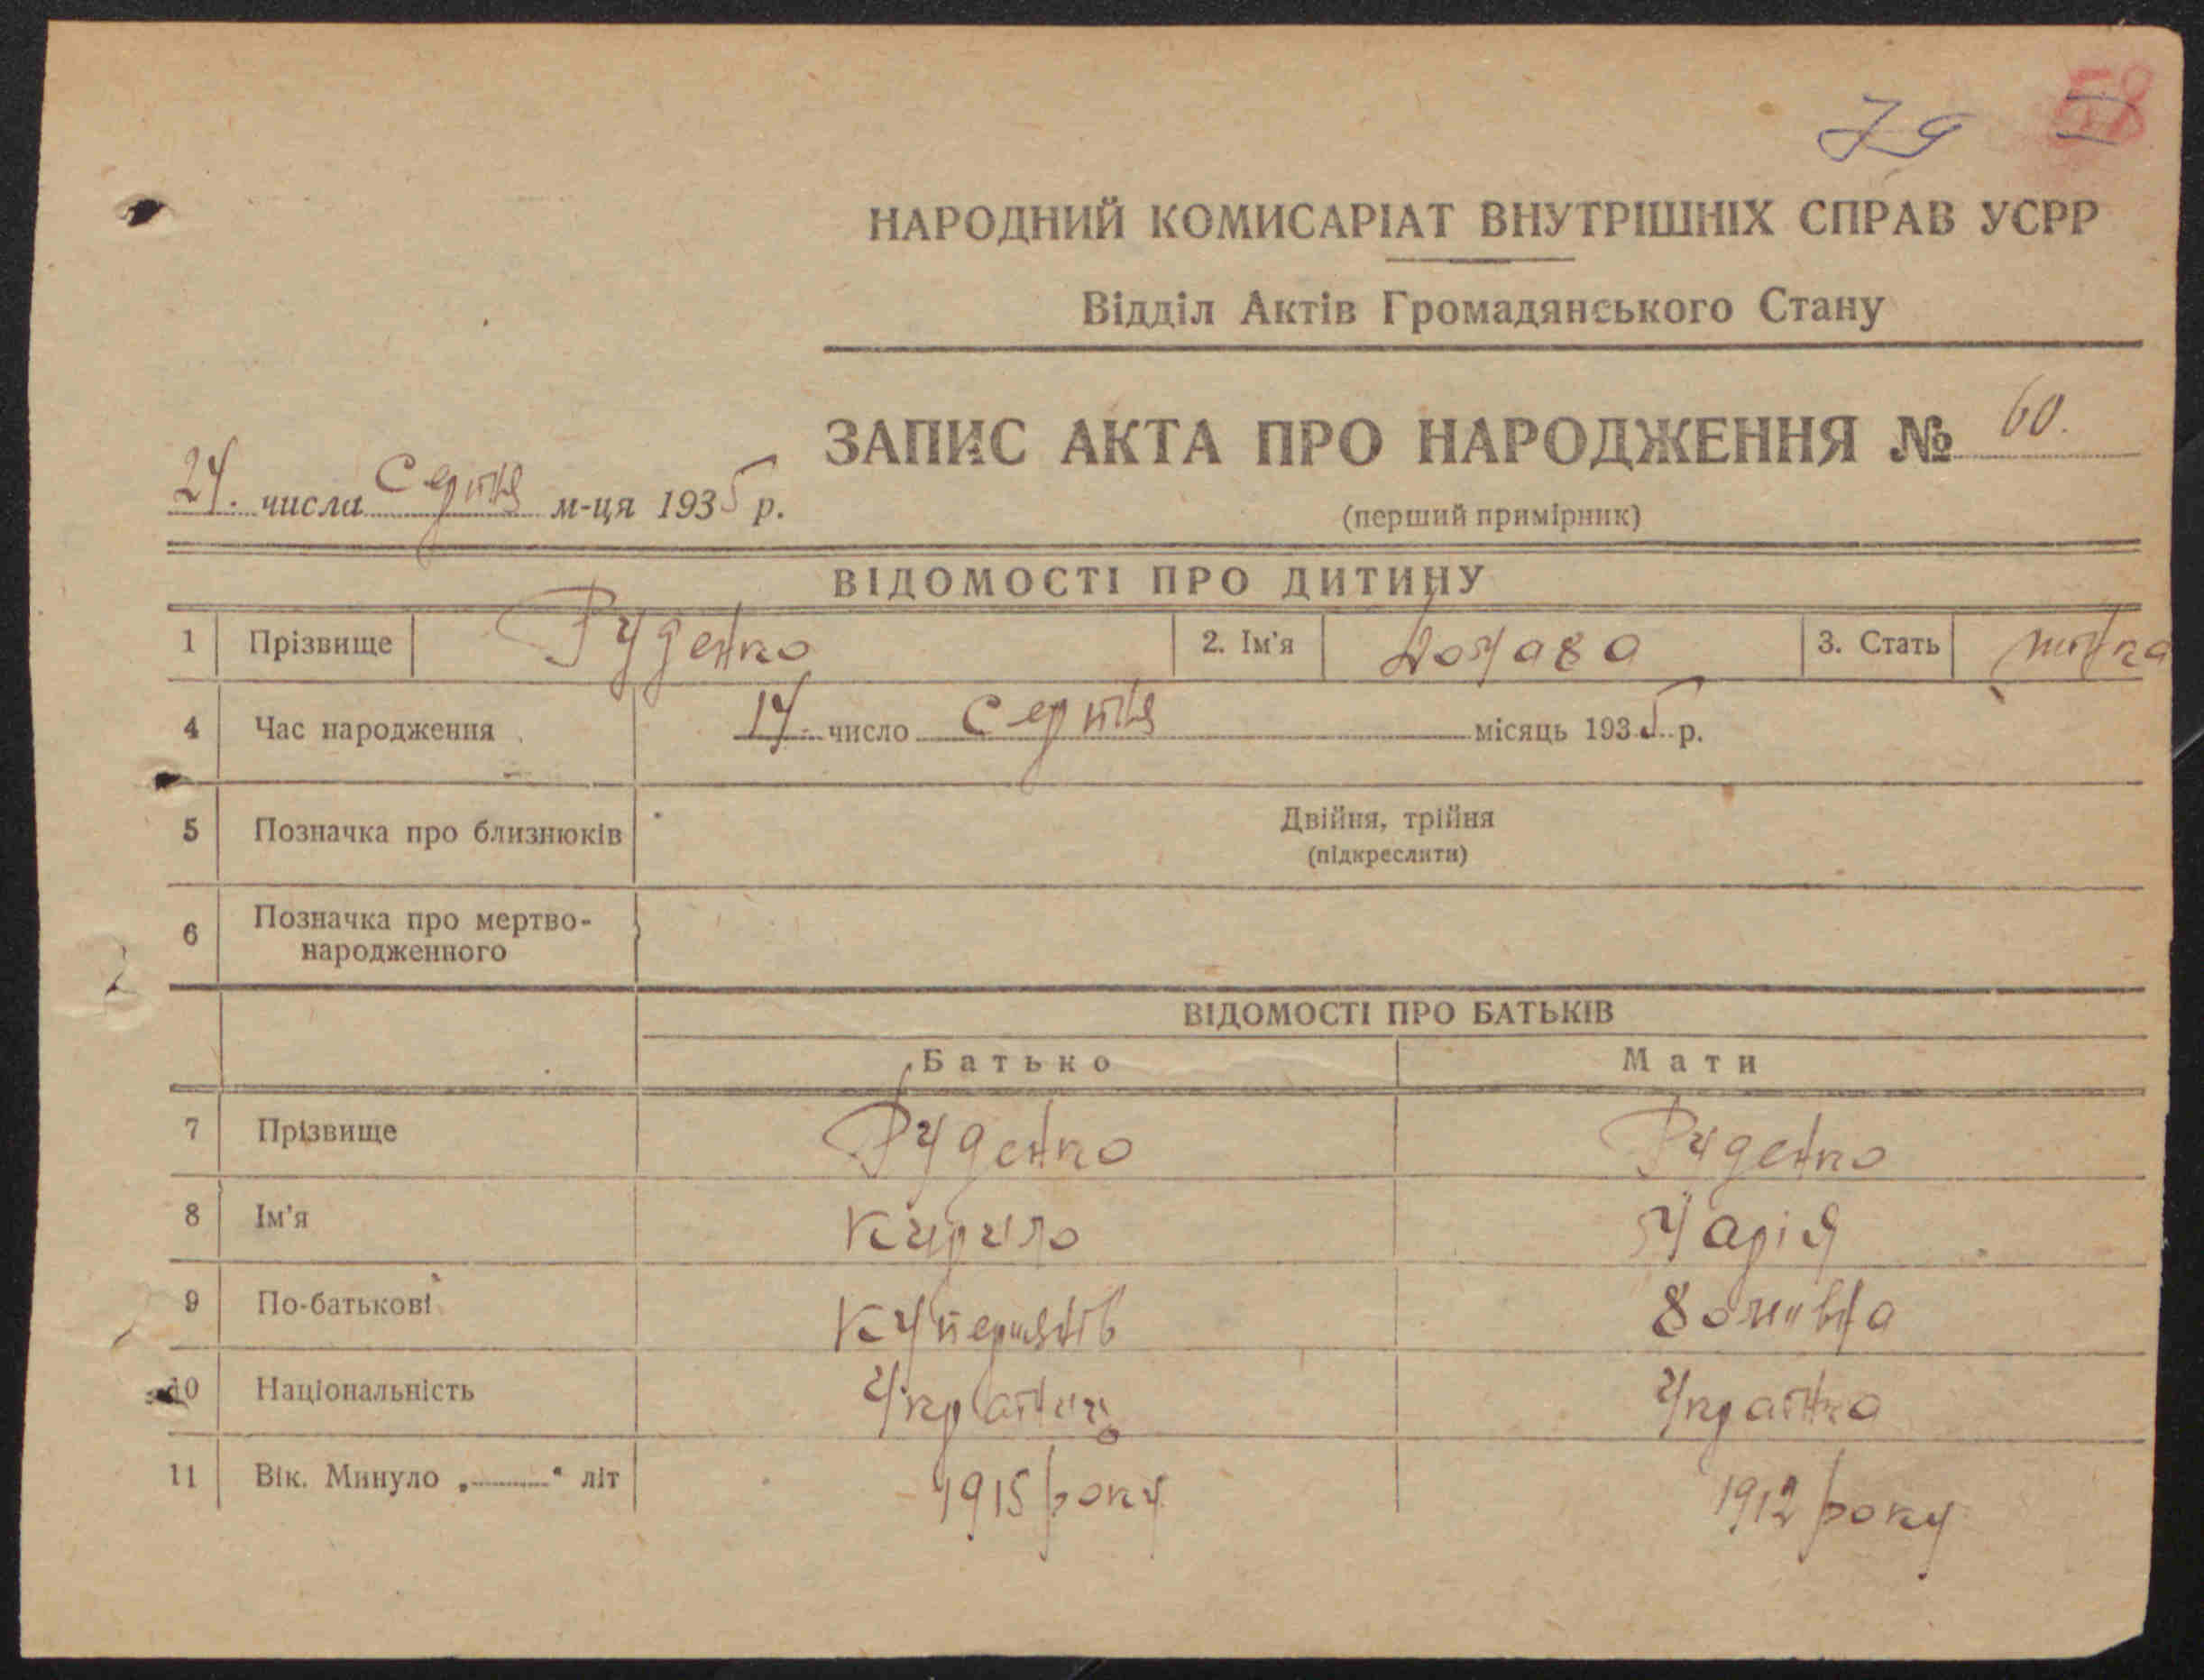 79 58
НАРОДНИЙ КОМИСАРІАТ ВНУТРІШНІХ СПРАВ УСРР
Відділ Актів Громадянського Стану
ЗАПИС АКТА ПРО НАРОДЖЕННЯ № 60.
24. числа Серпня м-ця 1935 р.
(перший примірник)
ВІДОМОСТІ ПРО ДИТИНУ
1 Прізвище Руденко 2. Ім'я 3. Стать
4 Час народження 17. число Серпня місяць 1935 р.
5 Позначка про близнюків Двійня, трійня
(підкреслити)
6 Позначка про мертво-
народженного
ВІДОМОСТІ ПРО БАТЬКІВ
Батько Мати
7 Прізвище Руденко Руденко
8 Ім'я Кирило Марія
9 По-батькові
10 Національність Українка
11 Вік. Минуло „ “ літ 1915 року 1912 року